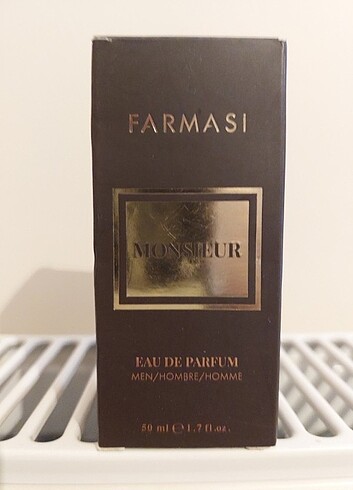 FARMASI
MONSIEUR
EAU DE PARFUM
MEN/HOMBRE/HOMME
50 ml ℮ 1.7 fl.oz.